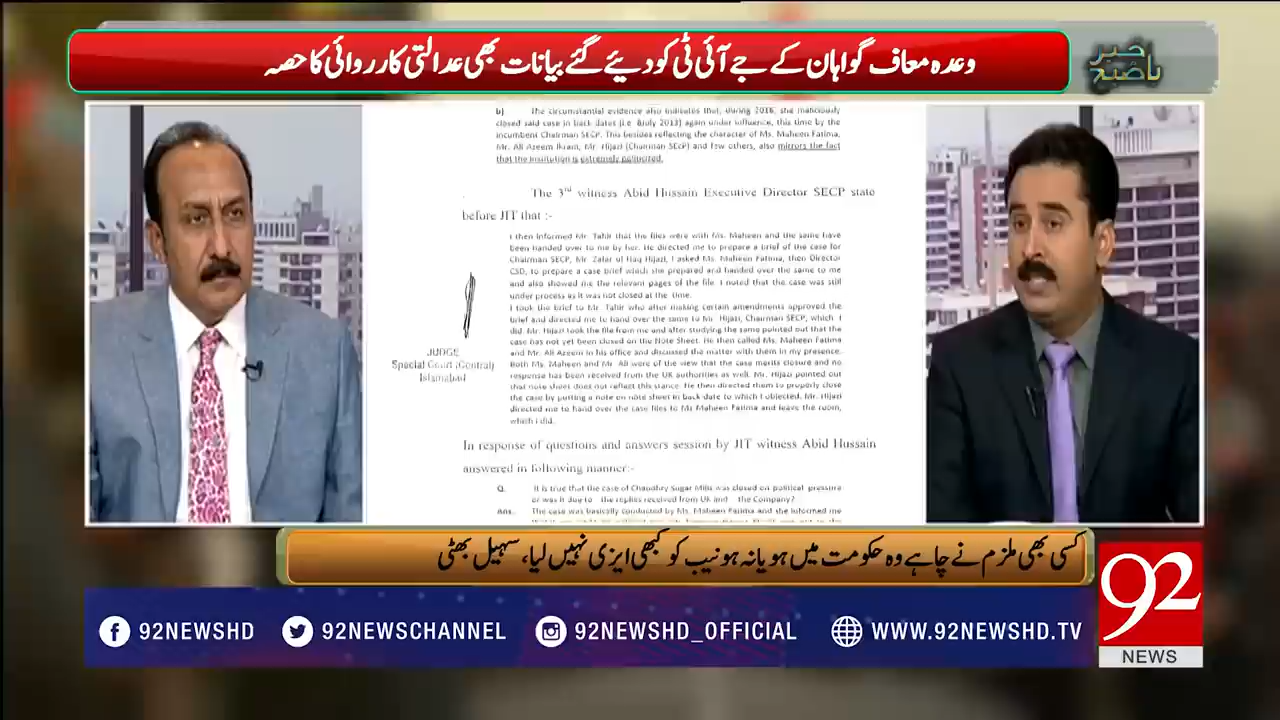 وعدہ معاف گواہان کے جے آئی ٹی کو دیئے گئے بیانات بھی عدالتی کارروائی کا حصہ
خبر
باضبح
b) The circumstantial evidence also indicates that, during 2016, she maliciously
closed said case in back dates (i.e. 8july 2013) again under influence, this time by the
incumbent Chairman SECP. This besides reflecting the character of Ms. Maheen Fatima,
Mr. Ali Azeem Ikram, Mr. Hijazi (Chairman SEcP) and few others, also mirrors the fact
that the institution is extremely politicized.
The 3rd witness Abid Hussain Executive Director SECP state
before JIT that :-
I then informed Mr. Tahir that the files were with Ms. Maheen and the same have
been handed over to me by her. He directed me to prepare a brief of the case for
Chairman SECP, Mr. Zafar ul Haq Hijazi, I asked Ms. Maheen Fatima, then Director
CSD, to prepare a case brief which she prepared and handed over the same to me
and also showed me the relevant pages of the file. I noted that the case was still
under process as it was not closed at the time.
I took the brief to Mr. Tahir who after making certain amendments approved the
brief and directed me to hand over the same to Mr. Hijazi, Chairman SECP, which I
did. Mr. Hijazi took the file from me and after studying the same pointed out that the
case has not yet been closed on the Note Sheet. He then called Ms. Maheen Fatima
and Mr. Ali Azeem in his office and discussed the matter with them in my presence.
Both Ms. Maheen and Mr. Ali were of the view that the case merits closure and no
response has been received from the UK authorities as well. Mr. Hijazi pointed out
that note sheet does not reflect this stance. He then directed them to properly close
the case by putting a note on note sheet in back date to which I objected. Mr. Hijazi
directed me to hand over the case files to Ms Maheen Fatima and leave the room,
which I did.
JUDGE
Special Court (Central)
Islamabad
In response of questions and answers session by JIT witness Abid Hussain
answered in following manner:-
Q. It is true that the case of Chaudhry Sugar Mills was closed on political pressure
or was it due to the replies received from UK and the Company?
Ans. The case was basically conducted by Ms. Maheen Fatima and she informed me
کسی بھی ملزم نے چاہے وہ حکومت میں ہو یا نہ ہو نیب کو کبھی ایزی نہیں لیا، سہیل بھٹی
92
NEWS
92NEWSHD
92NEWSCHANNEL
92NEWSHD_OFFICIAL
WWW.92NEWSHD.TV